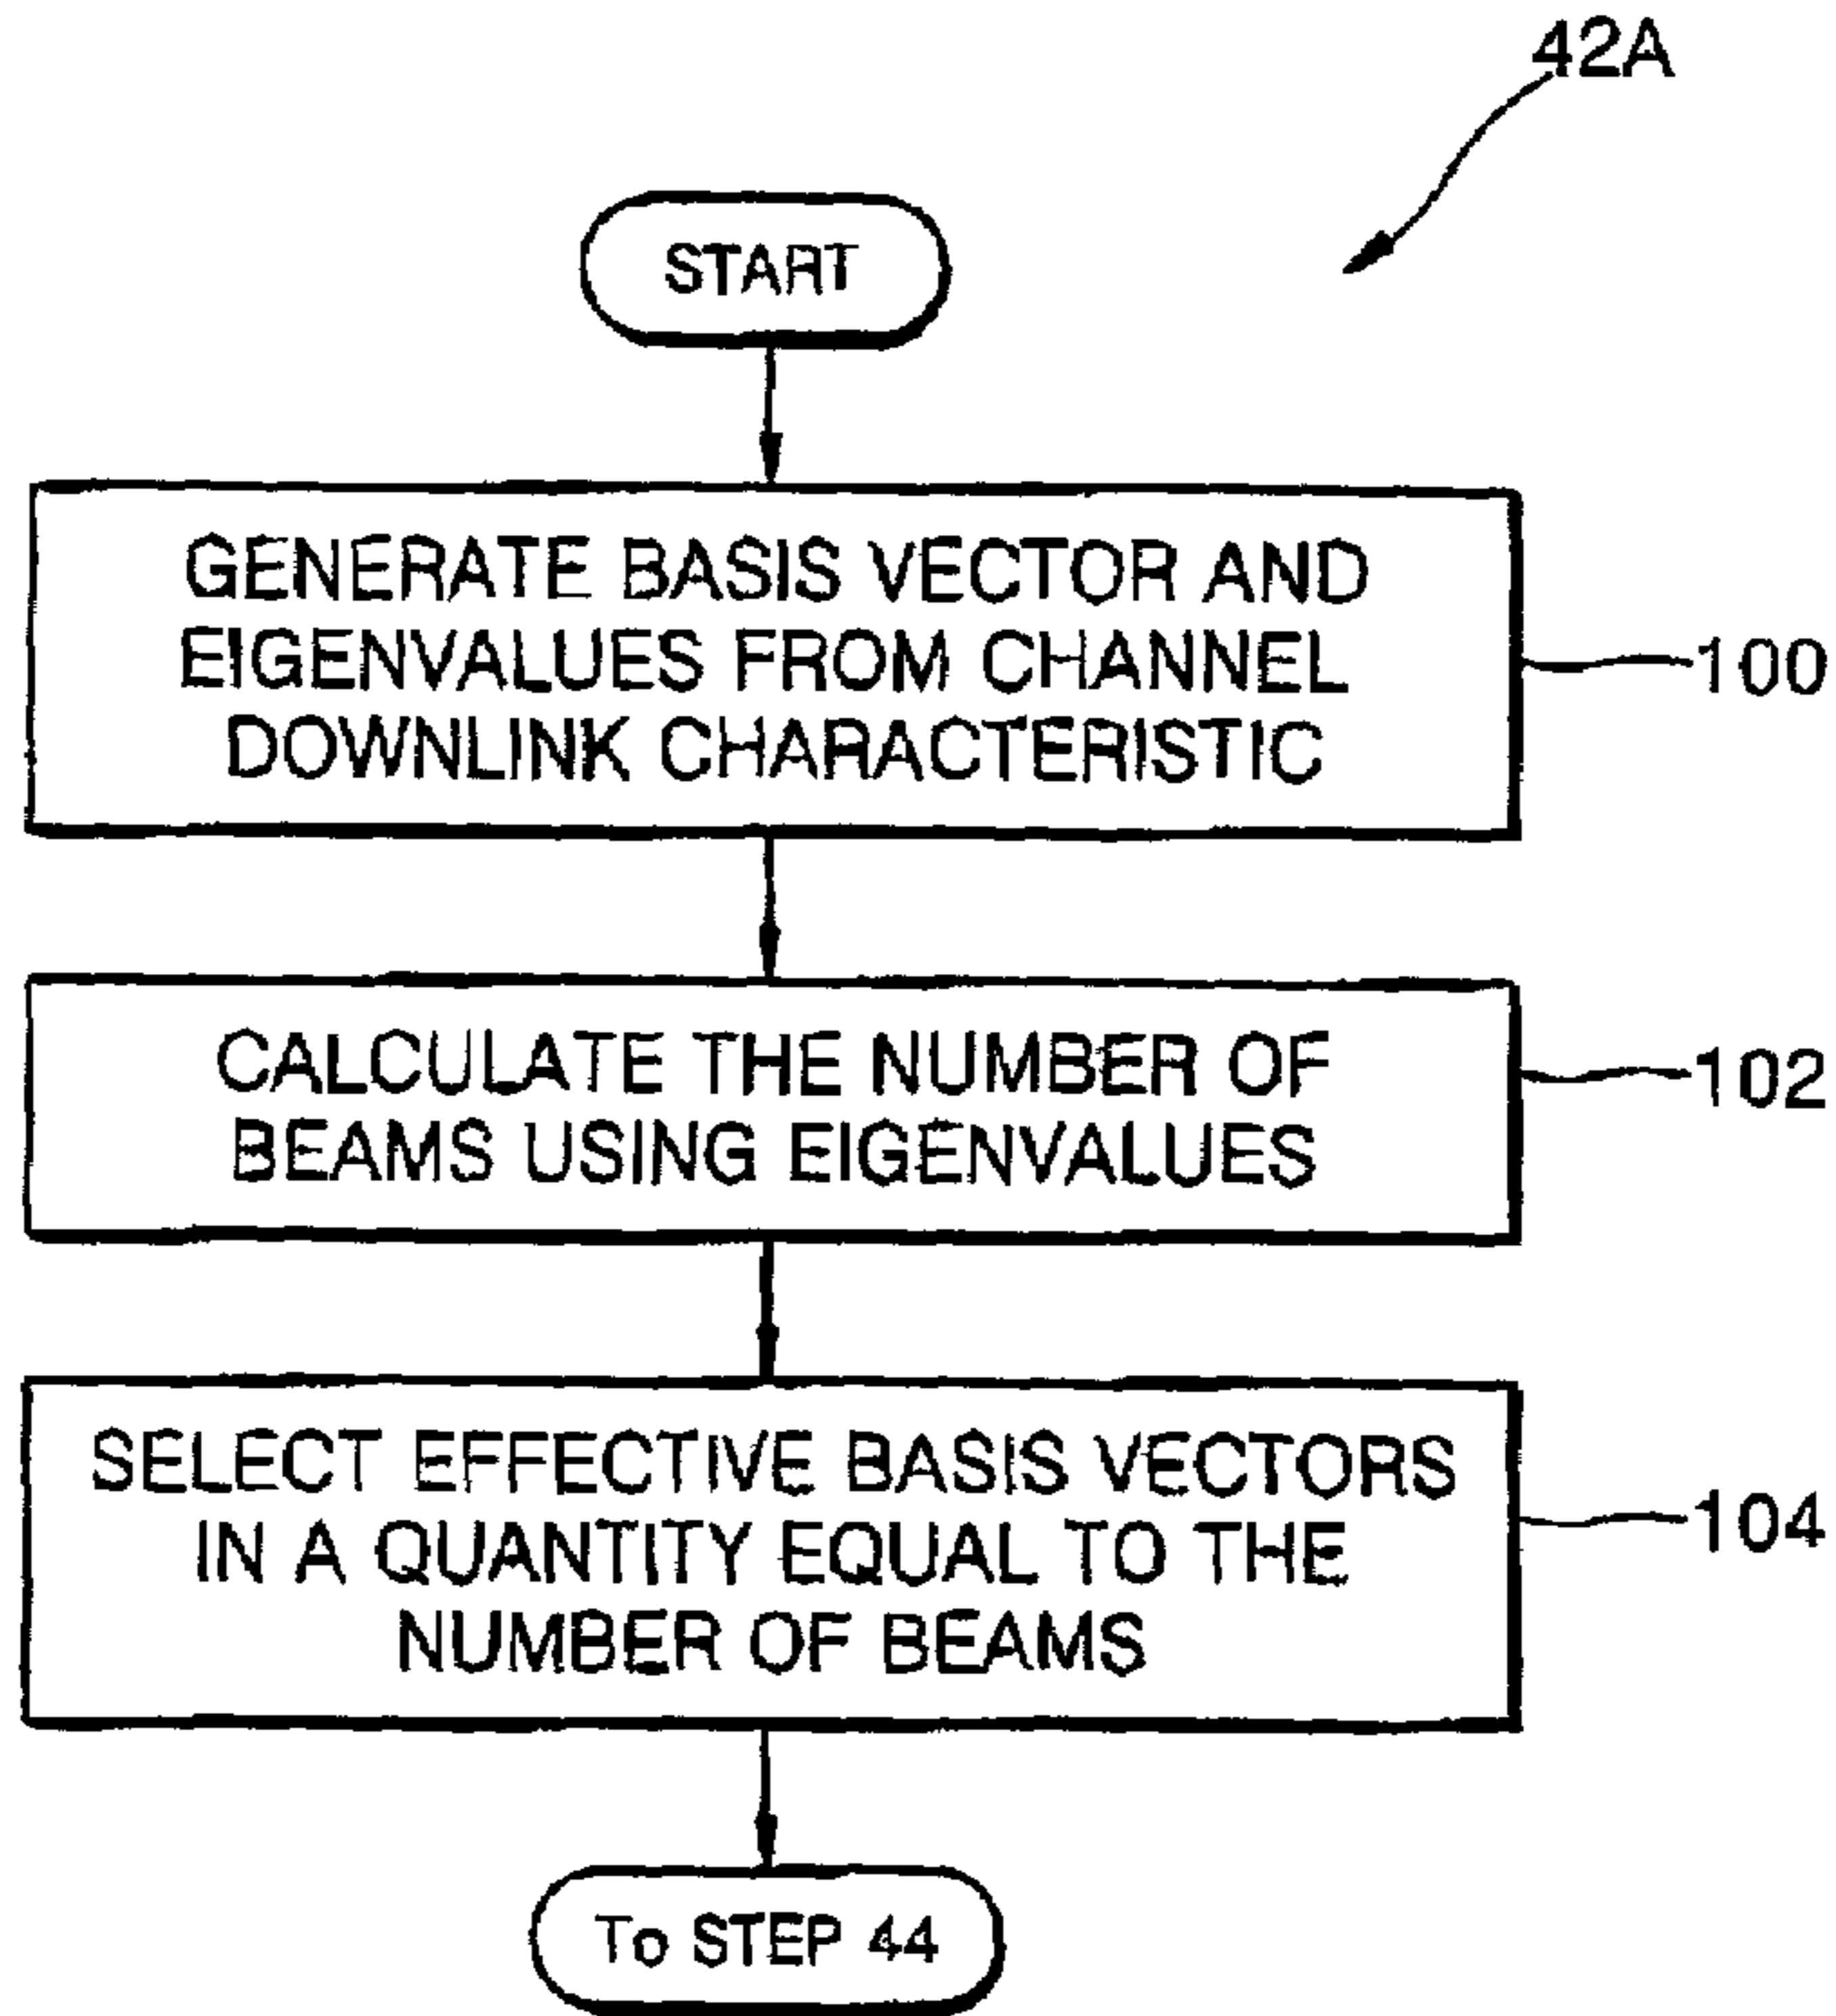 42A
START
GENERATE BASIS VECTOR AND
EIGENVALUES FROM CHANNEL
DOWNLINK CHARACTERISTIC
100
CALCULATE THE NUMBER OF
BEAMS USING EIGENVALUES
102
SELECT EFFECTIVE BASIS VECTORS
IN A QUANTITY EQUAL TO THE
NUMBER OF BEAMS
104
To STEP 44